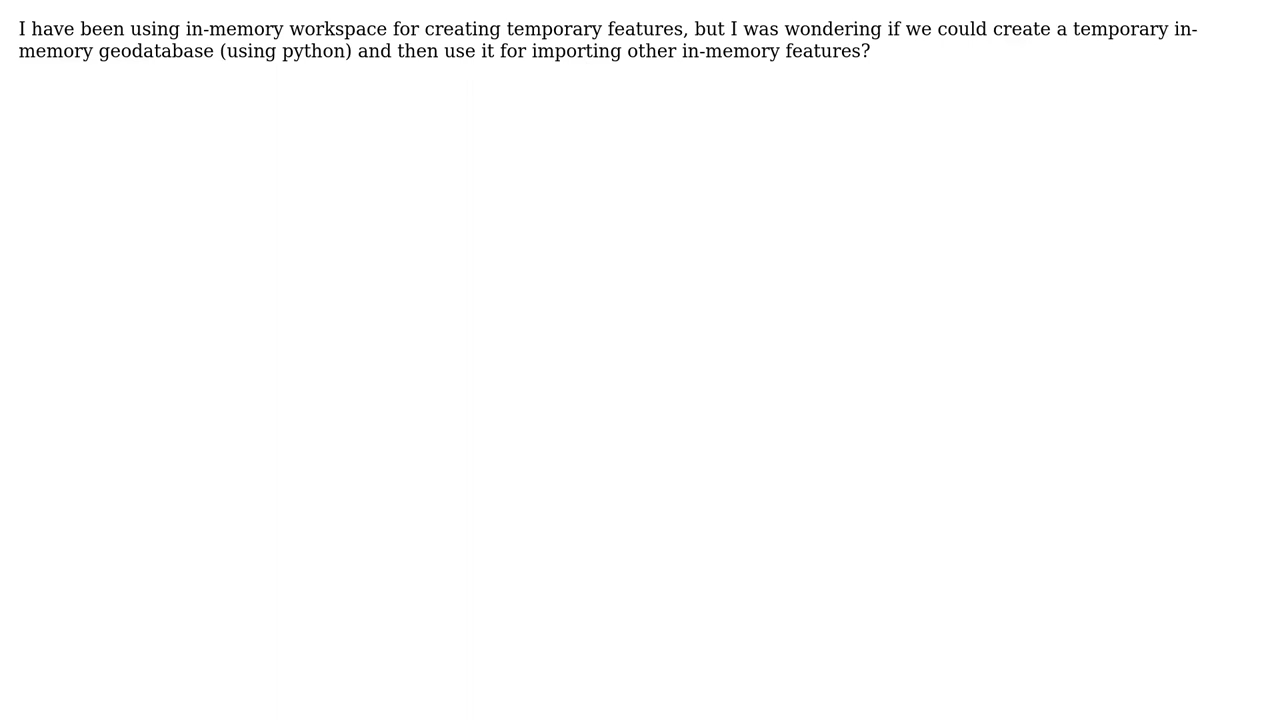 I have been using in-memory workspace for creating temporary features, but I was wondering if we could create a temporary in-
memory geodatabase (using python) and then use it for importing other in-memory features?